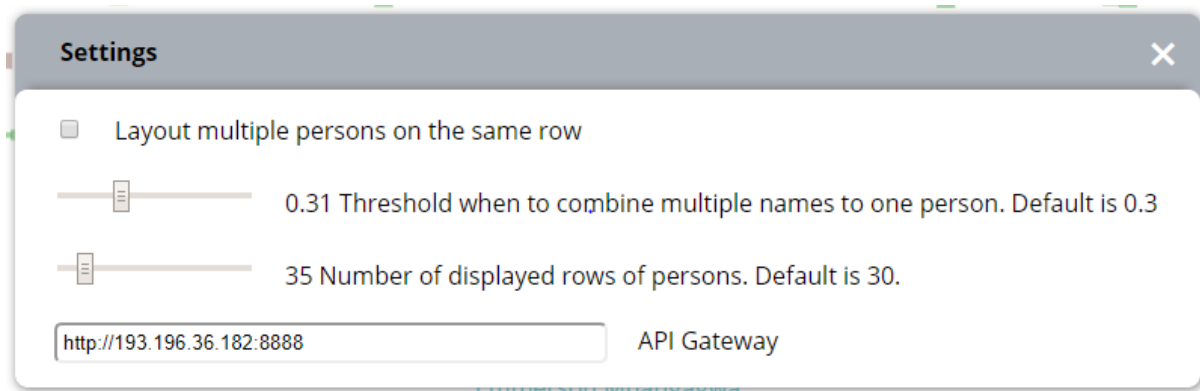 Settings
Layout multiple persons on the same row
0.31 Threshold when to combine multiple names to one person. Default is 0.3
35 Number of displayed rows of persons. Default is 30.
http://193.196.36.182:8888 API Gateway